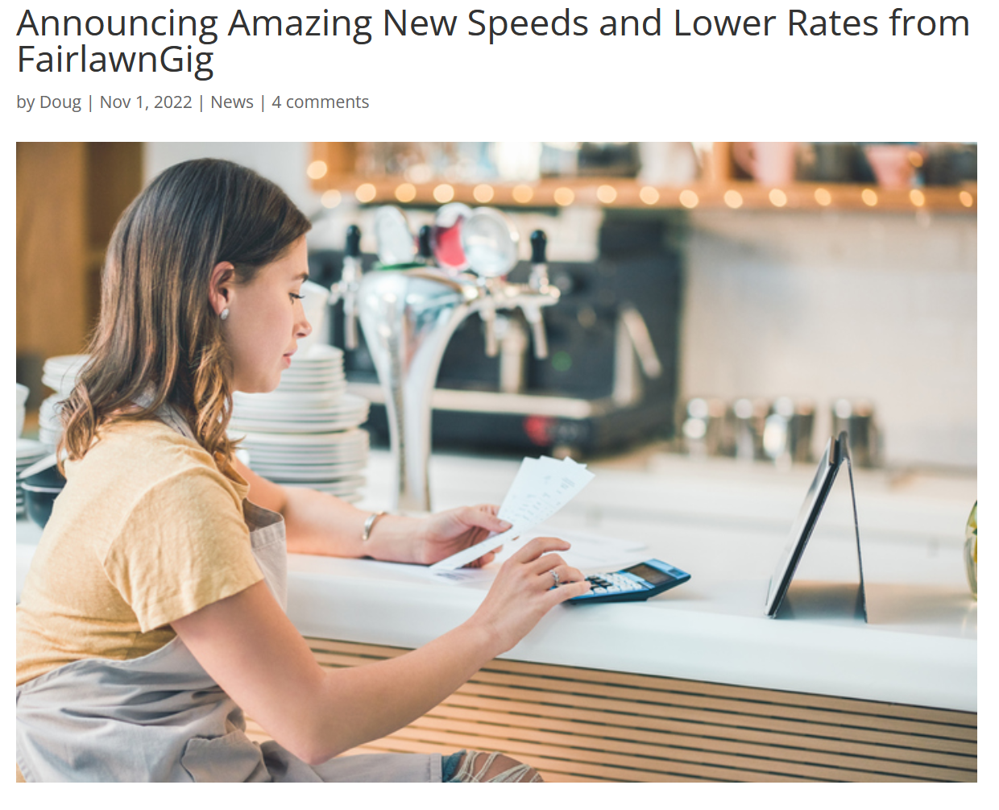 Announcing Amazing New Speeds and Lower Rates from
FairlawnGig
by Doug | Nov 1, 2022 | News | 4 comments